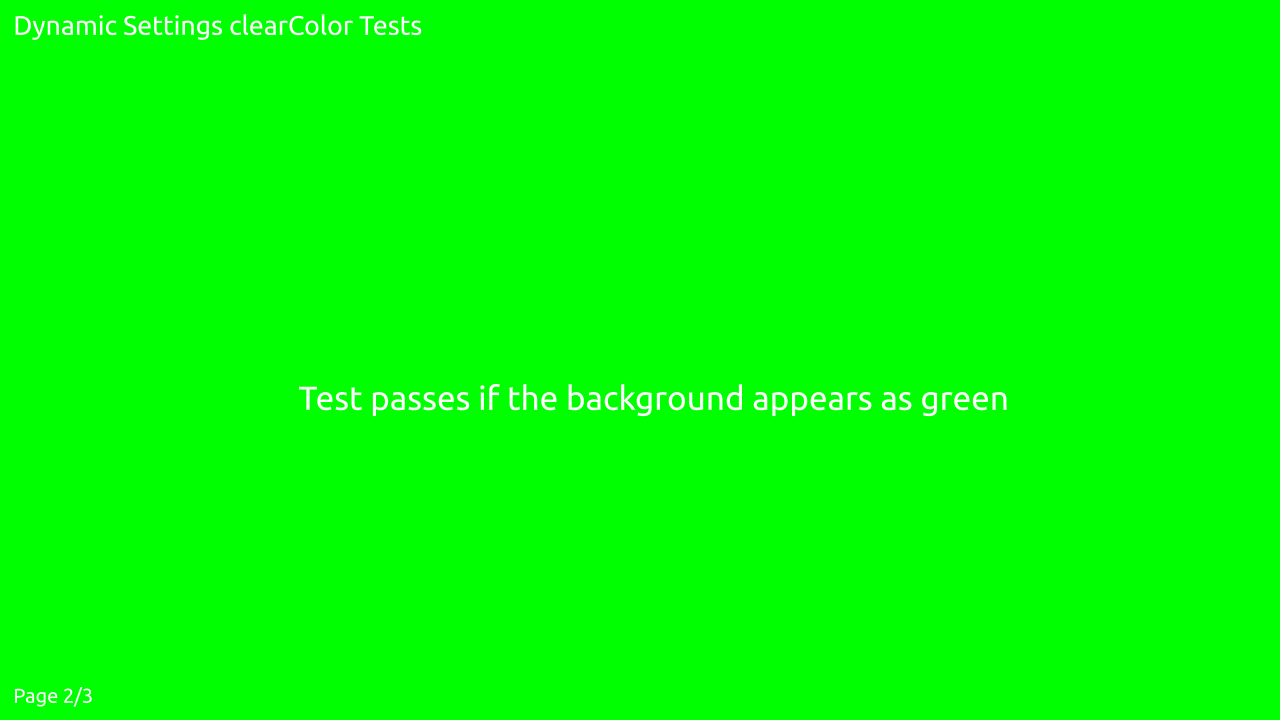 Dynamic Settings clearColor Tests
Test passes if the background appears as green
Page 2/3